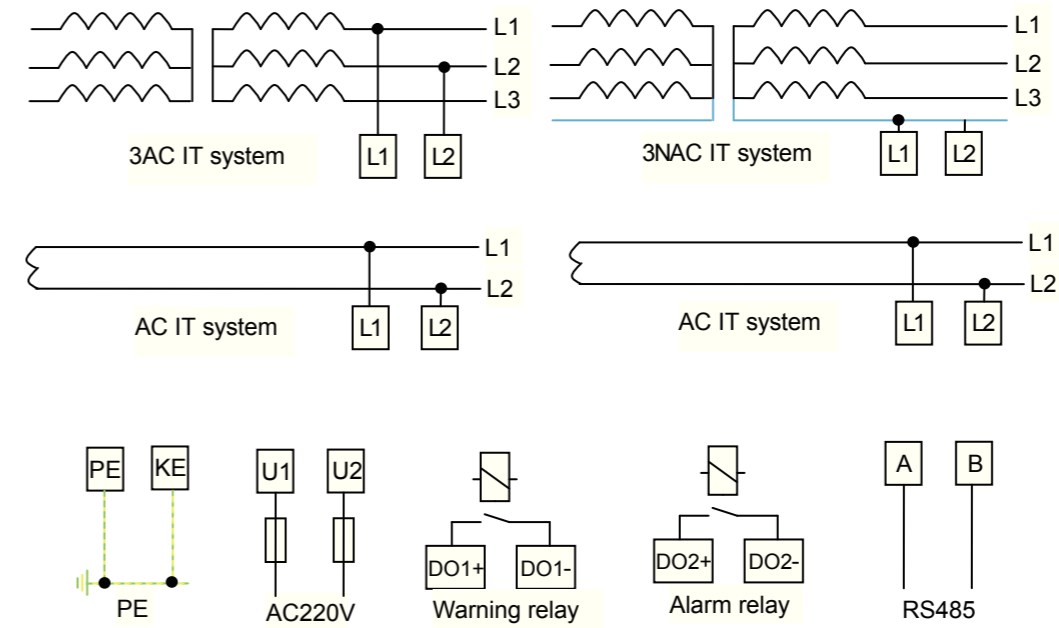 L1
L2
L3
3AC IT system
L1
L2
L1
L2
L3
3NAC IT system
L1
L2
L1
L2
AC IT system
L1
L2
L1
L2
AC IT system
L1
L2
PE
KE
PE
U1
U2
AC220V
DO1+
DO1-
Warning relay
DO2+
DO2-
Alarm relay
A
B
RS485